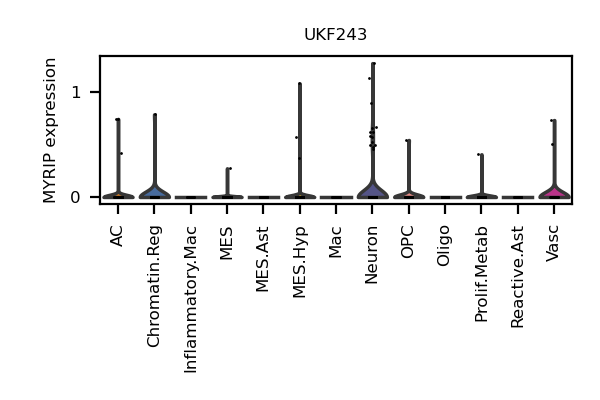 UKF243
MYRIP expression
1
0
AC
Chromatin.Reg
Inflammatory.Mac
MES
MES.Ast
MES.Hyp
Mac
Neuron
OPC
Oligo
Prolif.Metab
Reactive.Ast
Vasc